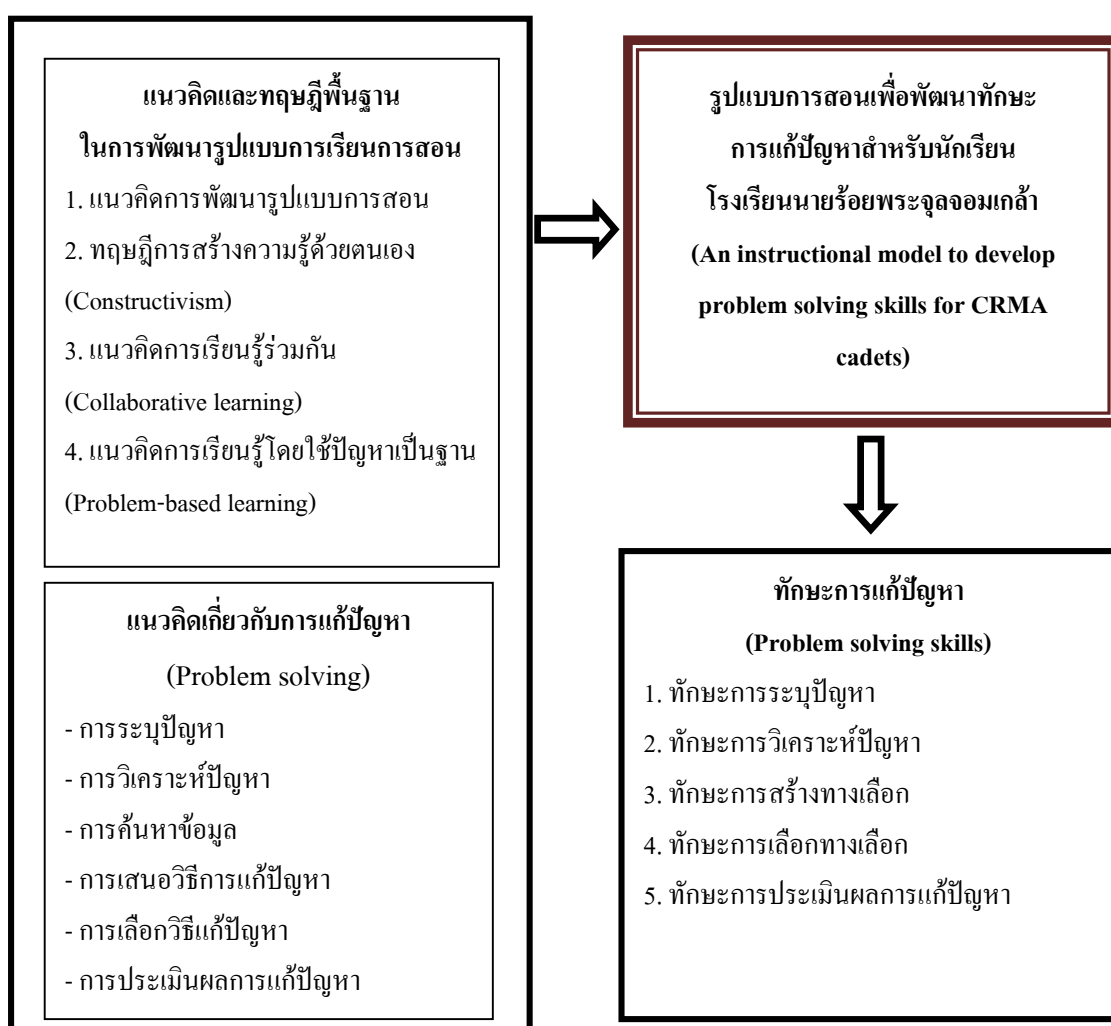 แนวคิดและทฤษฎีพื้นฐาน
ในการพัฒนารูปแบบการเรียนการสอน
1. แนวคิดการพัฒนารูปแบบการสอน
2. ทฤษฎีการสร้างความรู้ด้วยตนเอง
(Constructivism)
3. แนวคิดการเรียนรู้ร่วมกัน
(Collaborative learning)
4. แนวคิดการเรียนรู้โดยใช้ปัญหาเป็นฐาน
(Problem-based learning)
แนวคิดเกี่ยวกับการแก้ปัญหา
(Problem solving)
- การระบุปัญหา
- การวิเคราะห์ปัญหา
- การค้นหาข้อมูล
- การเสนอวิธีการแก้ปัญหา
- การเลือกวิธีแก้ปัญหา
- การประเมินผลการแก้ปัญหา
รูปแบบการสอนเพื่อพัฒนาทักษะ
การแก้ปัญหาสำหรับนักเรียน
โรงเรียนนายร้อยพระจุลจอมเกล้า
(An instructional model to develop
problem solving skills for CRMA
cadets)
ทักษะการแก้ปัญหา
(Problem solving skills)
1. ทักษะการระบุปัญหา
2. ทักษะการวิเคราะห์ปัญหา
3. ทักษะการสร้างทางเลือก
4. ทักษะการเลือกทางเลือก
5. ทักษะการประเมินผลการแก้ปัญหา